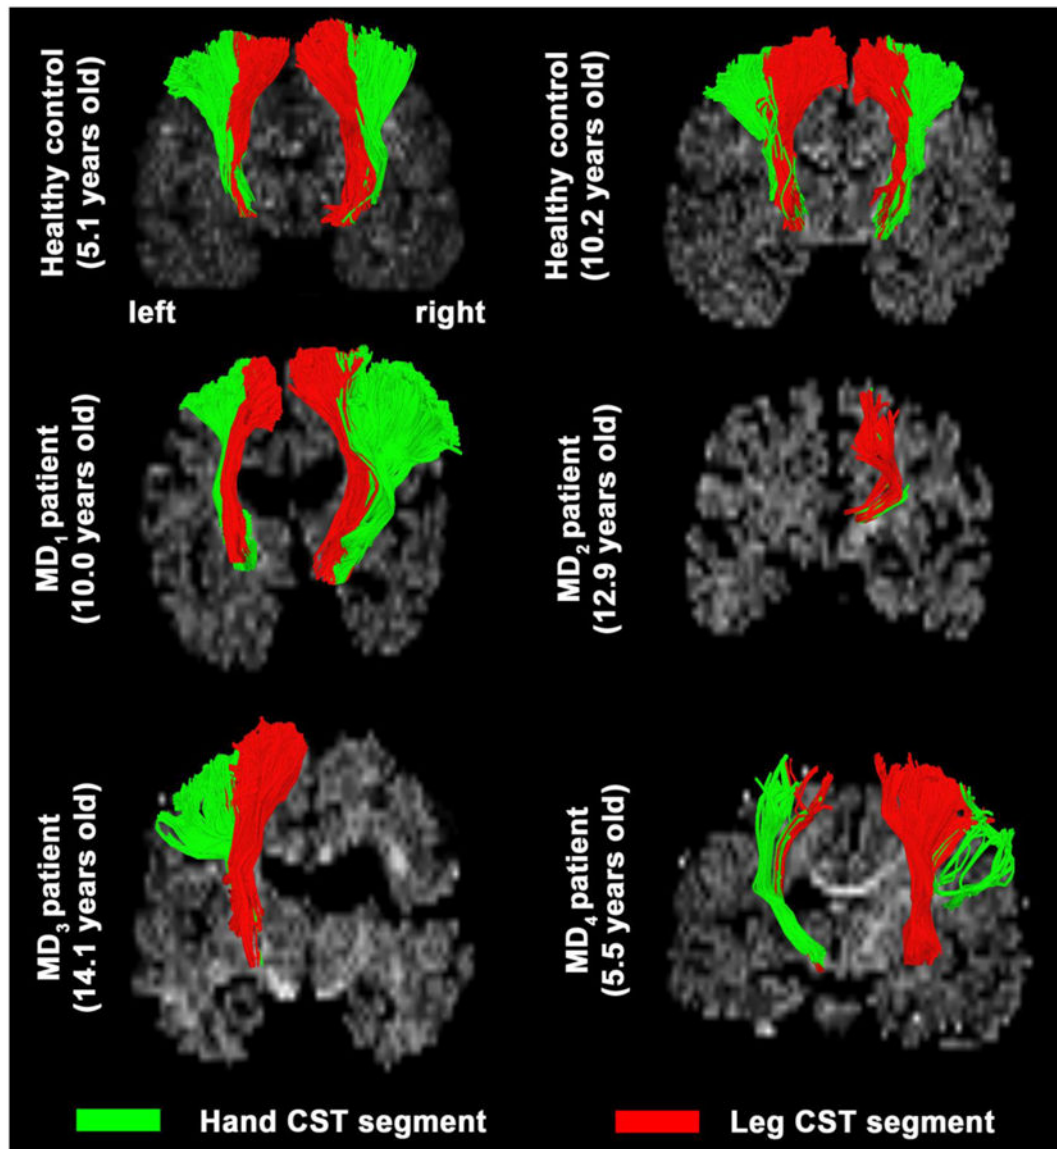 Healthy control
(5.1 years old)
Healthy control
(10.2 years old)
left
right
MD₁ patient
(10.0 years old)
MD₂ patient
(12.9 years old)
MD₃ patient
(14.1 years old)
MD₄ patient
(5.5 years old)
Hand CST segment
Leg CST segment